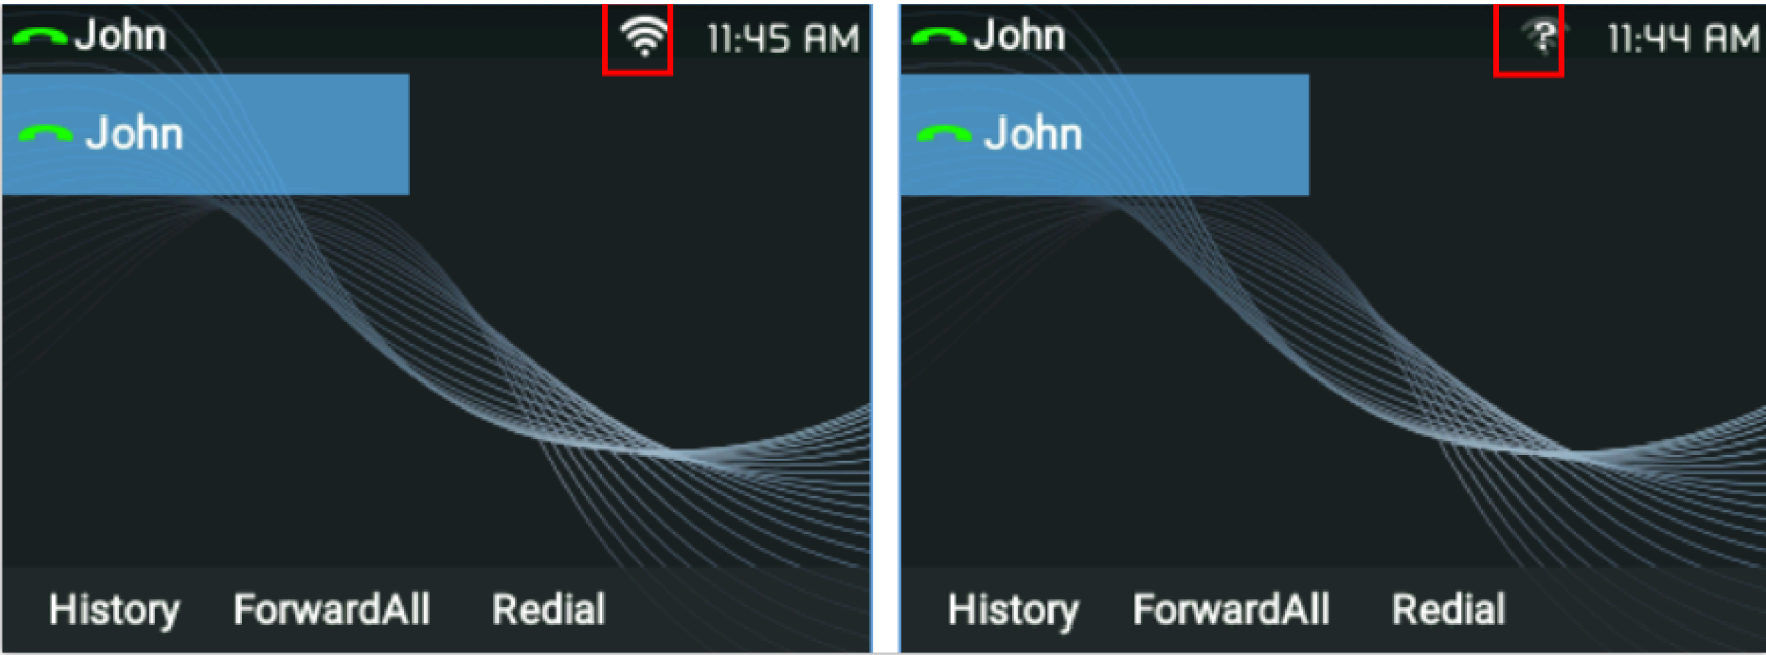 John 11:45 AM
John
History ForwardAll Redial
John ? 11:44 AM
John
History ForwardAll Redial